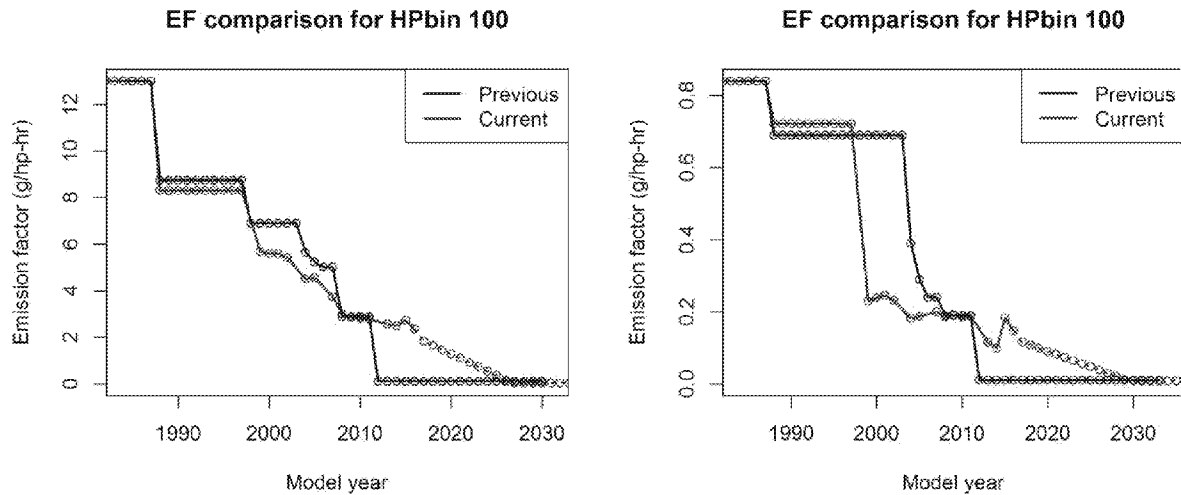 EF comparison for HPbin 100
Emission factor (g/hp-hr)
12
10
8
6
4
2
0
Previous
Current
1990 2000 2010 2020 2030
Model year
EF comparison for HPbin 100
Emission factor (g/hp-hr)
0.8
0.6
0.4
0.2
0.0
Previous
Current
1990 2000 2010 2020 2030
Model year